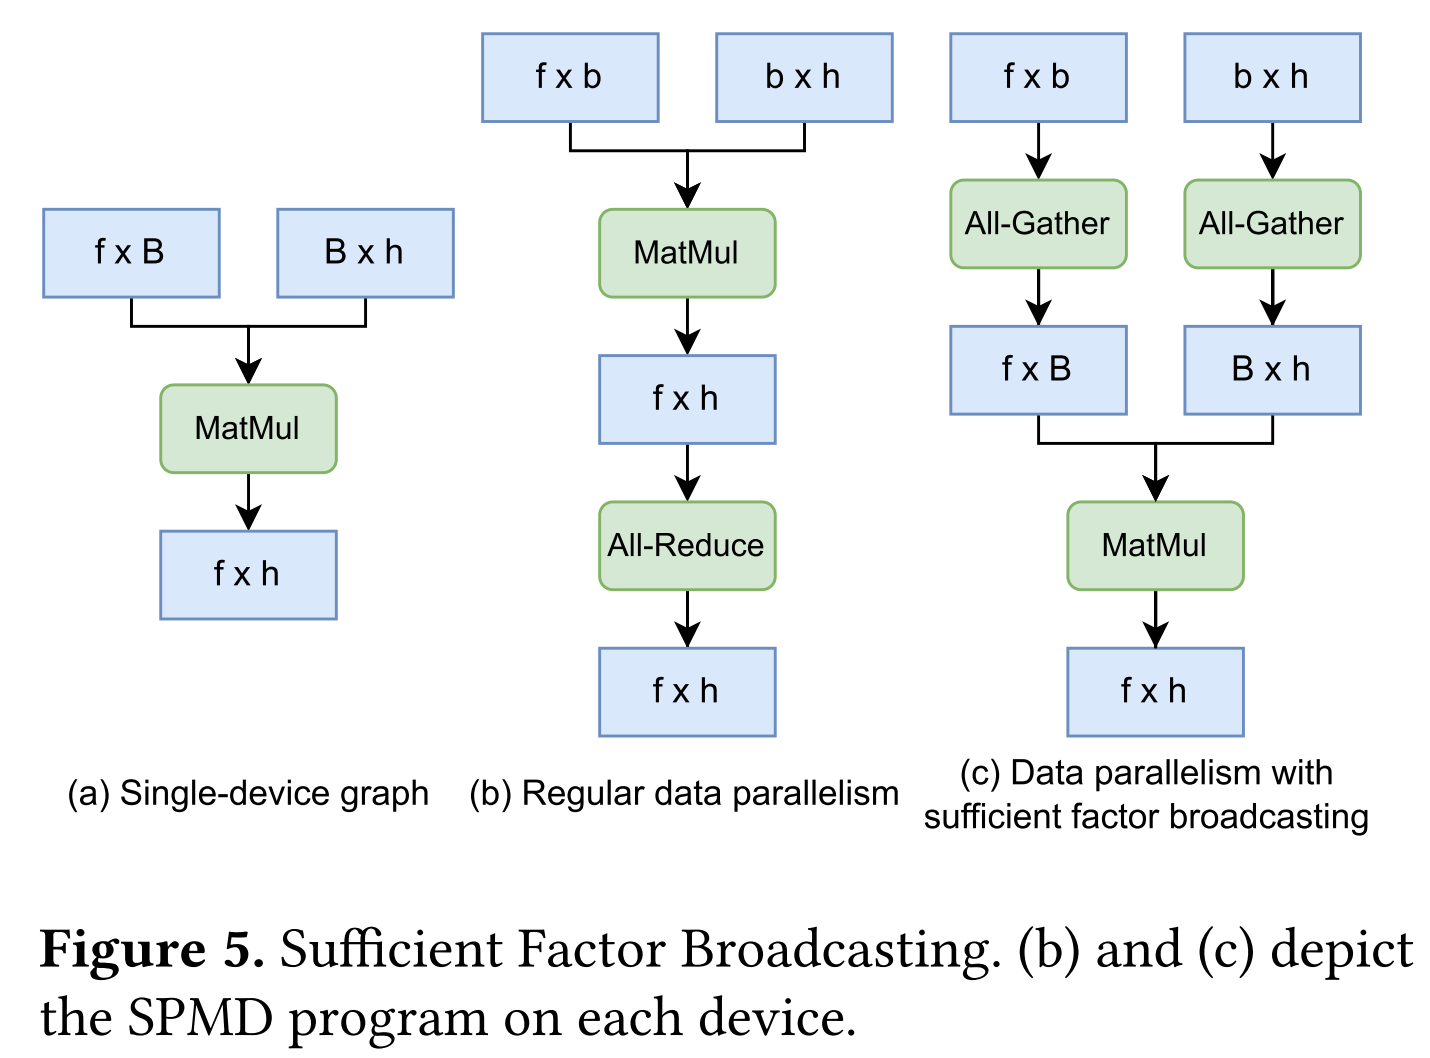 f x B
B x h
MatMul
f x h
(a) Single-device graph
f x b
b x h
MatMul
f x h
All-Reduce
f x h
(b) Regular data parallelism
f x b
b x h
All-Gather
All-Gather
f x B
B x h
MatMul
f x h
(c) Data parallelism with
sufficient factor broadcasting
Figure 5. Sufficient Factor Broadcasting. (b) and (c) depict
the SPMD program on each device.